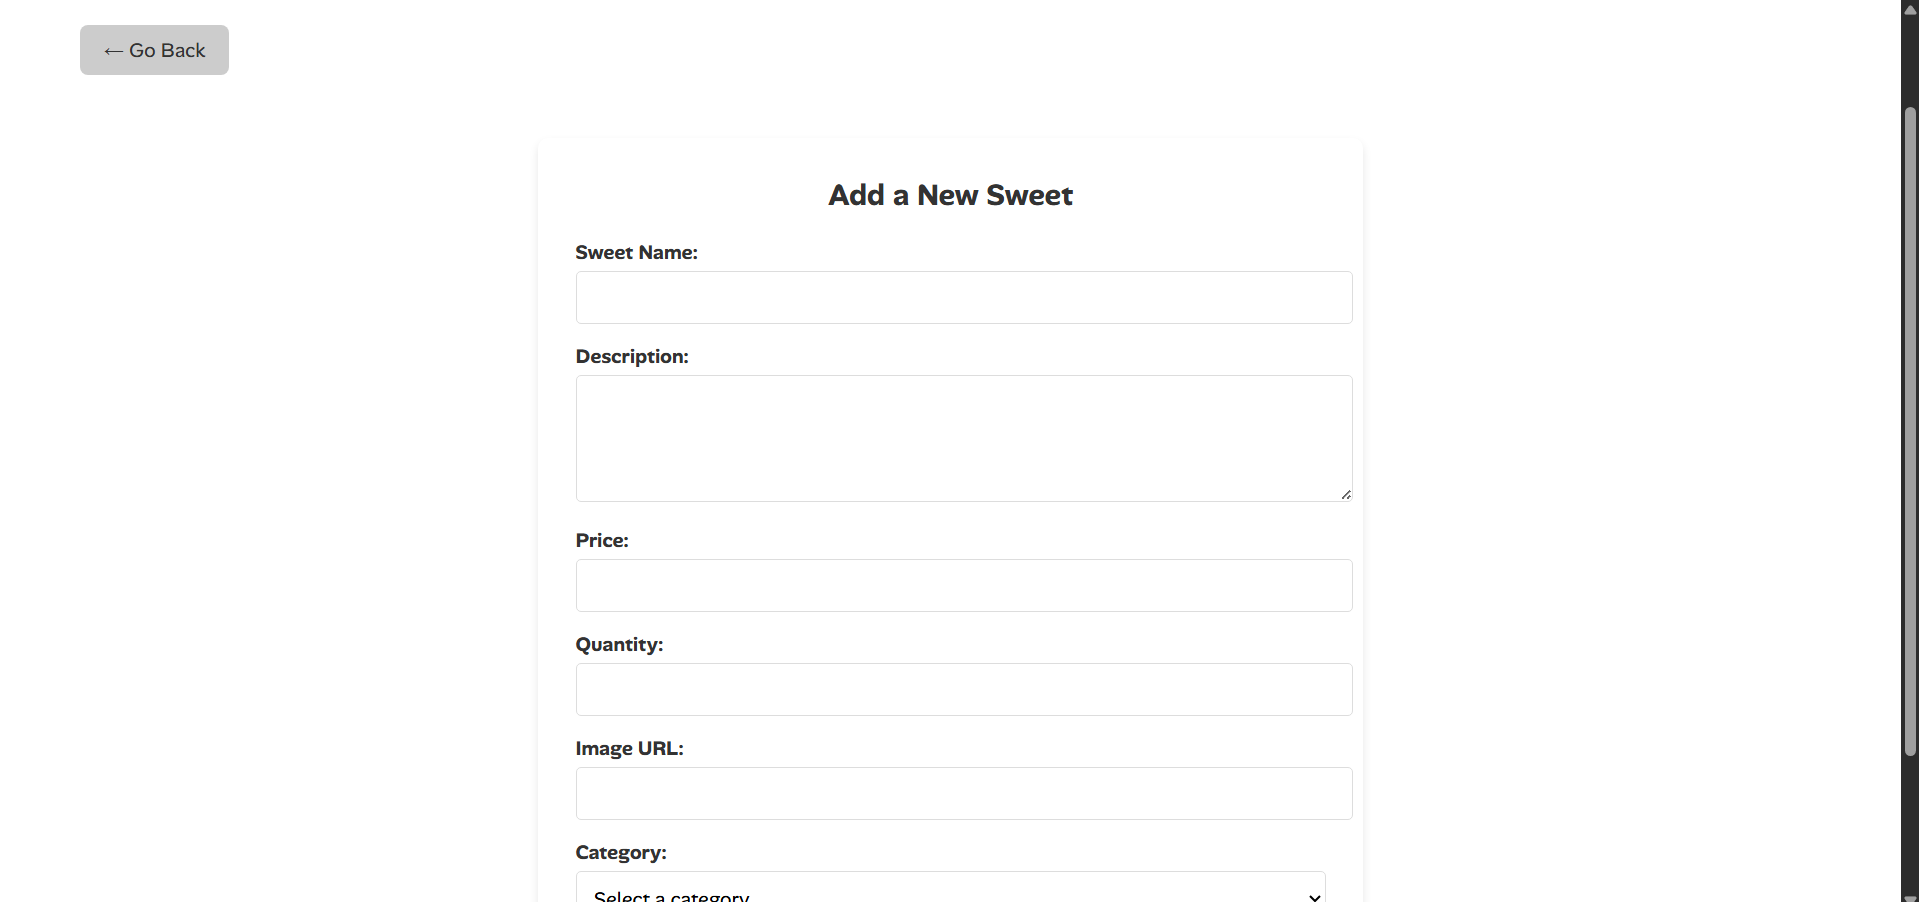 ← Go Back
Add a New Sweet
Sweet Name:
Description:
Price:
Quantity:
Image URL:
Category:
Select a category